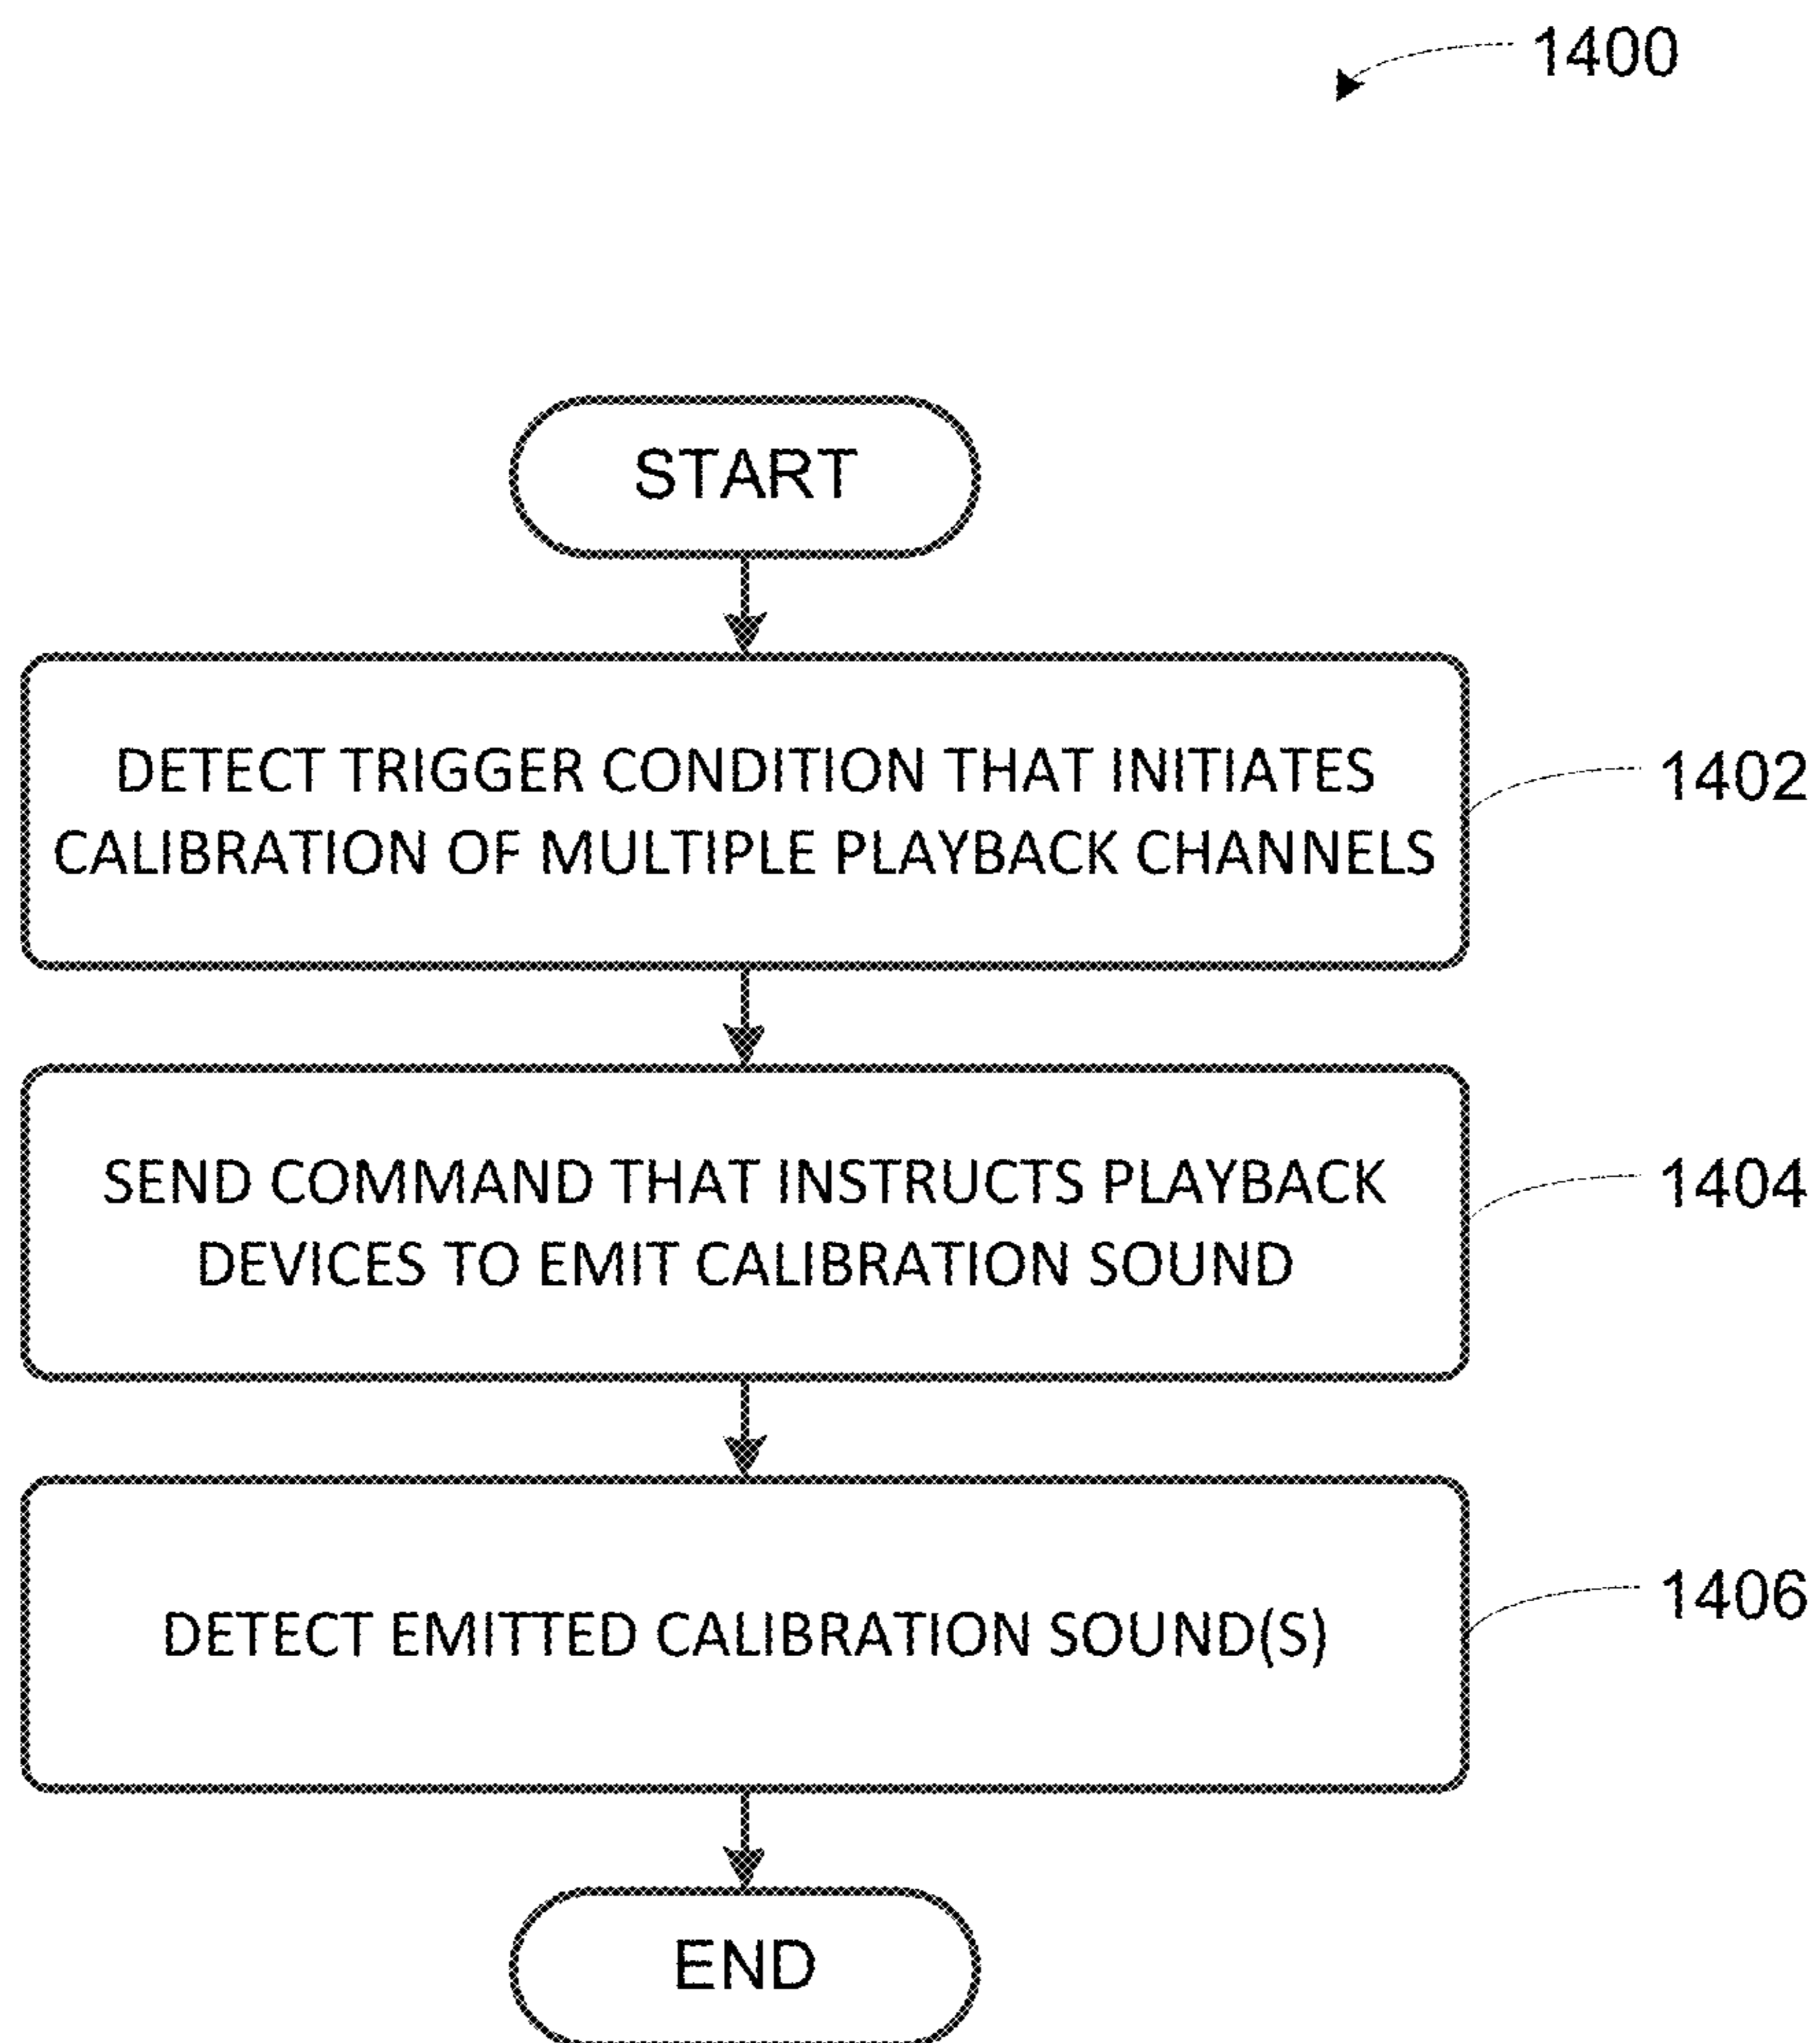 1400
START
DETECT TRIGGER CONDITION THAT INITIATES
CALIBRATION OF MULTIPLE PLAYBACK CHANNELS
1402
SEND COMMAND THAT INSTRUCTS PLAYBACK
DEVICES TO EMIT CALIBRATION SOUND
1404
DETECT EMITTED CALIBRATION SOUND(S)
1406
END